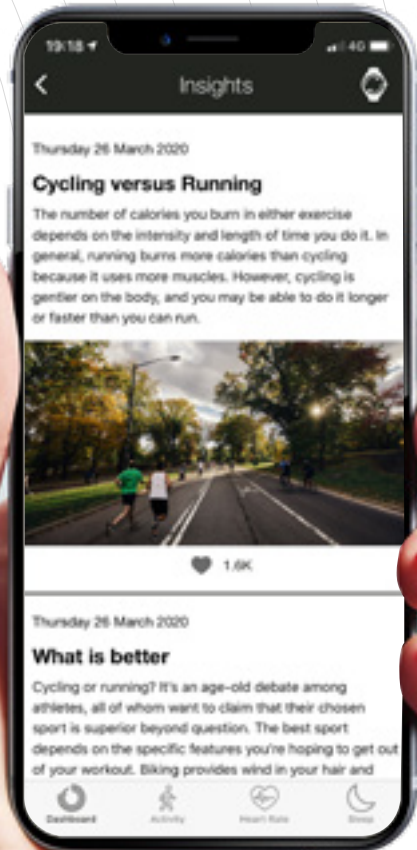 19:18
4G
Insights
Thursday 26 March 2020
Cycling versus Running
The number of calories you burn in either exercise
depends on the intensity and length of time you do it. In
general, running burns more calories than cycling
because it uses more muscles. However, cycling is
gentler on the body, and you may be able to do it longer
or faster than you can run.
1.6K
Thursday 26 March 2020
What is better
Cycling or running? It's an age-old debate among
athletes, all of whom want to claim that their chosen
sport is superior beyond question. The best sport
depends on the specific features you're hoping to get out
of your workout. Biking provides wind in your hair and
Dashboard Activity Heart Rate Sleep